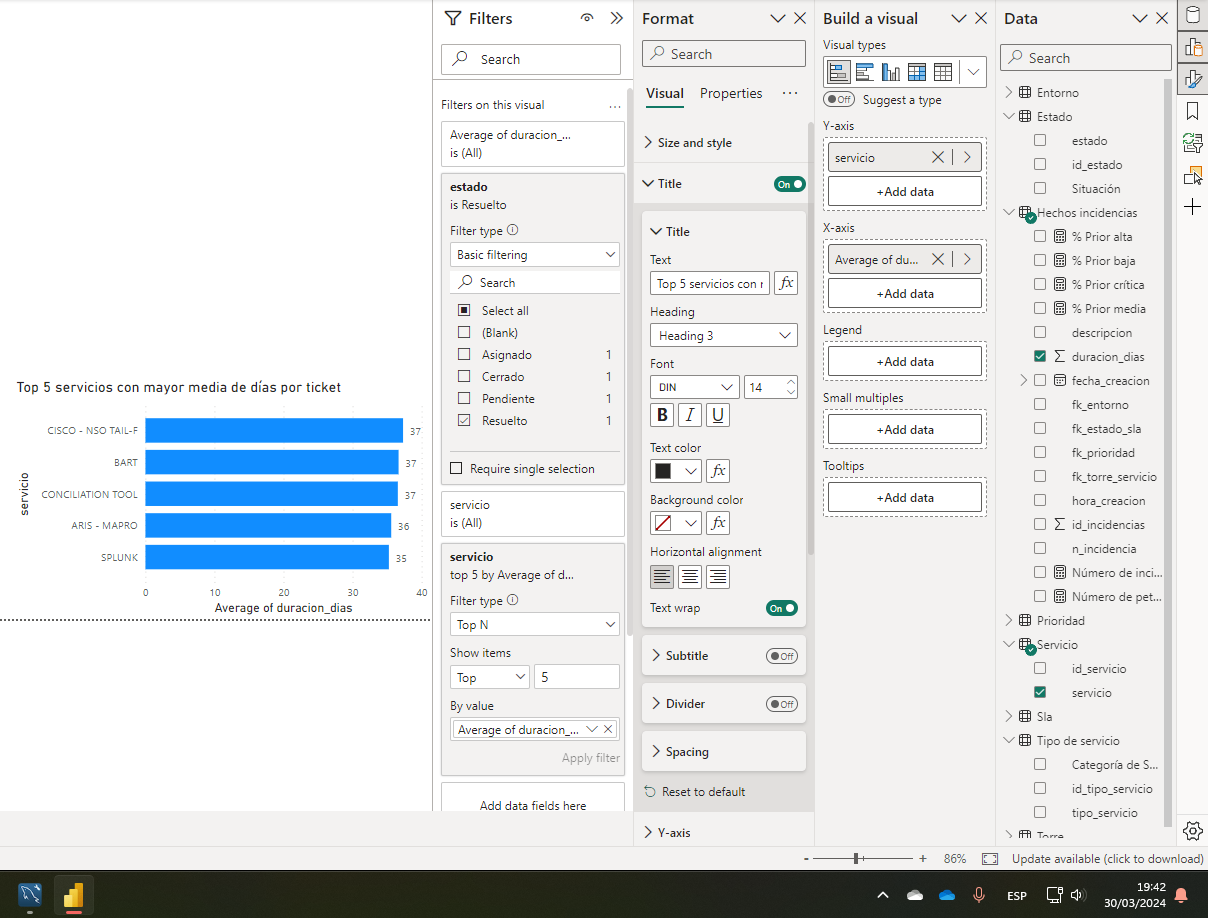 Filters
Search
Filters on this visual
...
Average of duracion_...
is (All)
estado
is Resuelto
Filter type
Basic filtering
Search
Select all
(Blank)
Asignado 1
Cerrado 1
Pendiente 1
Resuelto 1
Require single selection
servicio
is (All)
servicio
top 5 by Average of d...
Filter type
Top N
Show items
Top 5
By value
Average of duracion_...
Apply filter
Add data fields here
Top 5 servicios con mayor media de días por ticket
servicio
CISCO - NSO TAIL-F 37
BART 37
CONCILIATION TOOL 37
ARIS - MAPRO 36
SPLUNK 35
0 10 20 30 40
Average of duracion_dias
Format
Search
Visual Properties ...
Size and style
Title On
Title
Text
Top 5 servicios con r fx
Heading
Heading 3
Font
DIN 14
B I U
Text color
fx
Background color
fx
Horizontal alignment
Text wrap On
Subtitle Off
Divider Off
Spacing
Reset to default
Y-axis
Build a visual
Visual types
Off Suggest a type
Y-axis
servicio
+Add data
X-axis
Average of du...
+Add data
Legend
+Add data
Small multiples
+Add data
Tooltips
+Add data
Data
Search
Entorno
Estado
estado
id_estado
Situación
Hechos incidencias
% Prior alta
% Prior baja
% Prior crítica
% Prior media
descripcion
duracion_dias
fecha_creacion
fk_entorno
fk_estado_sla
fk_prioridad
fk_torre_servicio
hora_creacion
id_incidencias
n_incidencia
Número de inci...
Número de pet...
Prioridad
Servicio
id_servicio
servicio
Sla
Tipo de servicio
Categoría de S...
id_tipo_servicio
tipo_servicio
Torre
- + 86% Update available (click to download)
ESP
19:42
30/03/2024